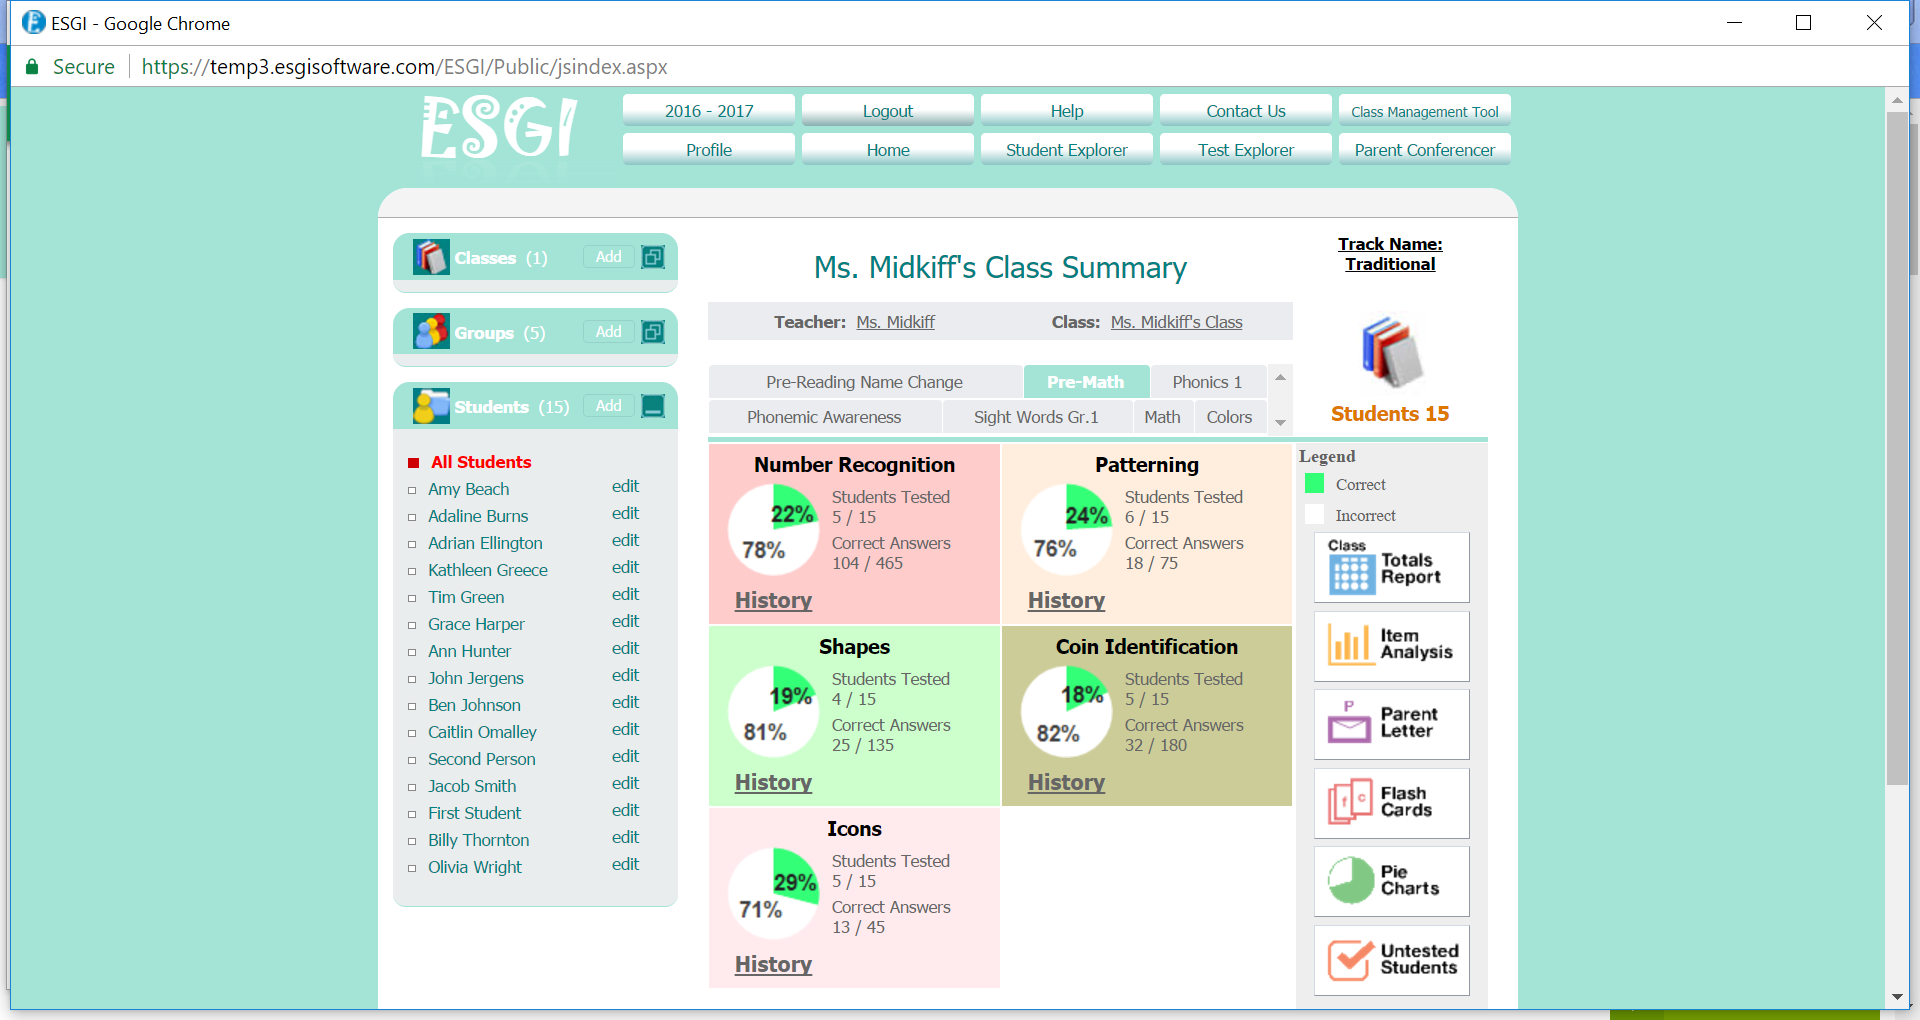 ESGI - Google Chrome
Secure
https://temp3.esgisoftware.com/ESGI/Public/jsindex.aspx
ESGI
2016 - 2017
Logout
Help
Contact Us
Class Management Tool
Profile
Home
Student Explorer
Test Explorer
Parent Conferencer
Classes (1)
Add
Groups (5)
Add
Students (15)
Add
All Students
Amy Beach edit
Adaline Burns edit
Adrian Ellington edit
Kathleen Greece edit
Tim Green edit
Grace Harper edit
Ann Hunter edit
John Jergens edit
Ben Johnson edit
Caitlin Omalley edit
Second Person edit
Jacob Smith edit
First Student edit
Billy Thornton edit
Olivia Wright edit
Ms. Midkiff's Class Summary
Teacher: Ms. Midkiff
Class: Ms. Midkiff's Class
Pre-Reading Name Change
Pre-Math
Phonics 1
Phonemic Awareness
Sight Words Gr.1
Math
Colors
Number Recognition
22%
78%
Students Tested
5 / 15
Correct Answers
104 / 465
History
Patterning
24%
76%
Students Tested
6 / 15
Correct Answers
18 / 75
History
Shapes
19%
81%
Students Tested
4 / 15
Correct Answers
25 / 135
History
Coin Identification
18%
82%
Students Tested
5 / 15
Correct Answers
32 / 180
History
Icons
29%
71%
Students Tested
5 / 15
Correct Answers
13 / 45
History
Track Name:
Traditional
Students 15
Legend
Correct
Incorrect
Class
Totals
Report
Item
Analysis
P
Parent
Letter
f c
Flash
Cards
Pie
Charts
Untested
Students